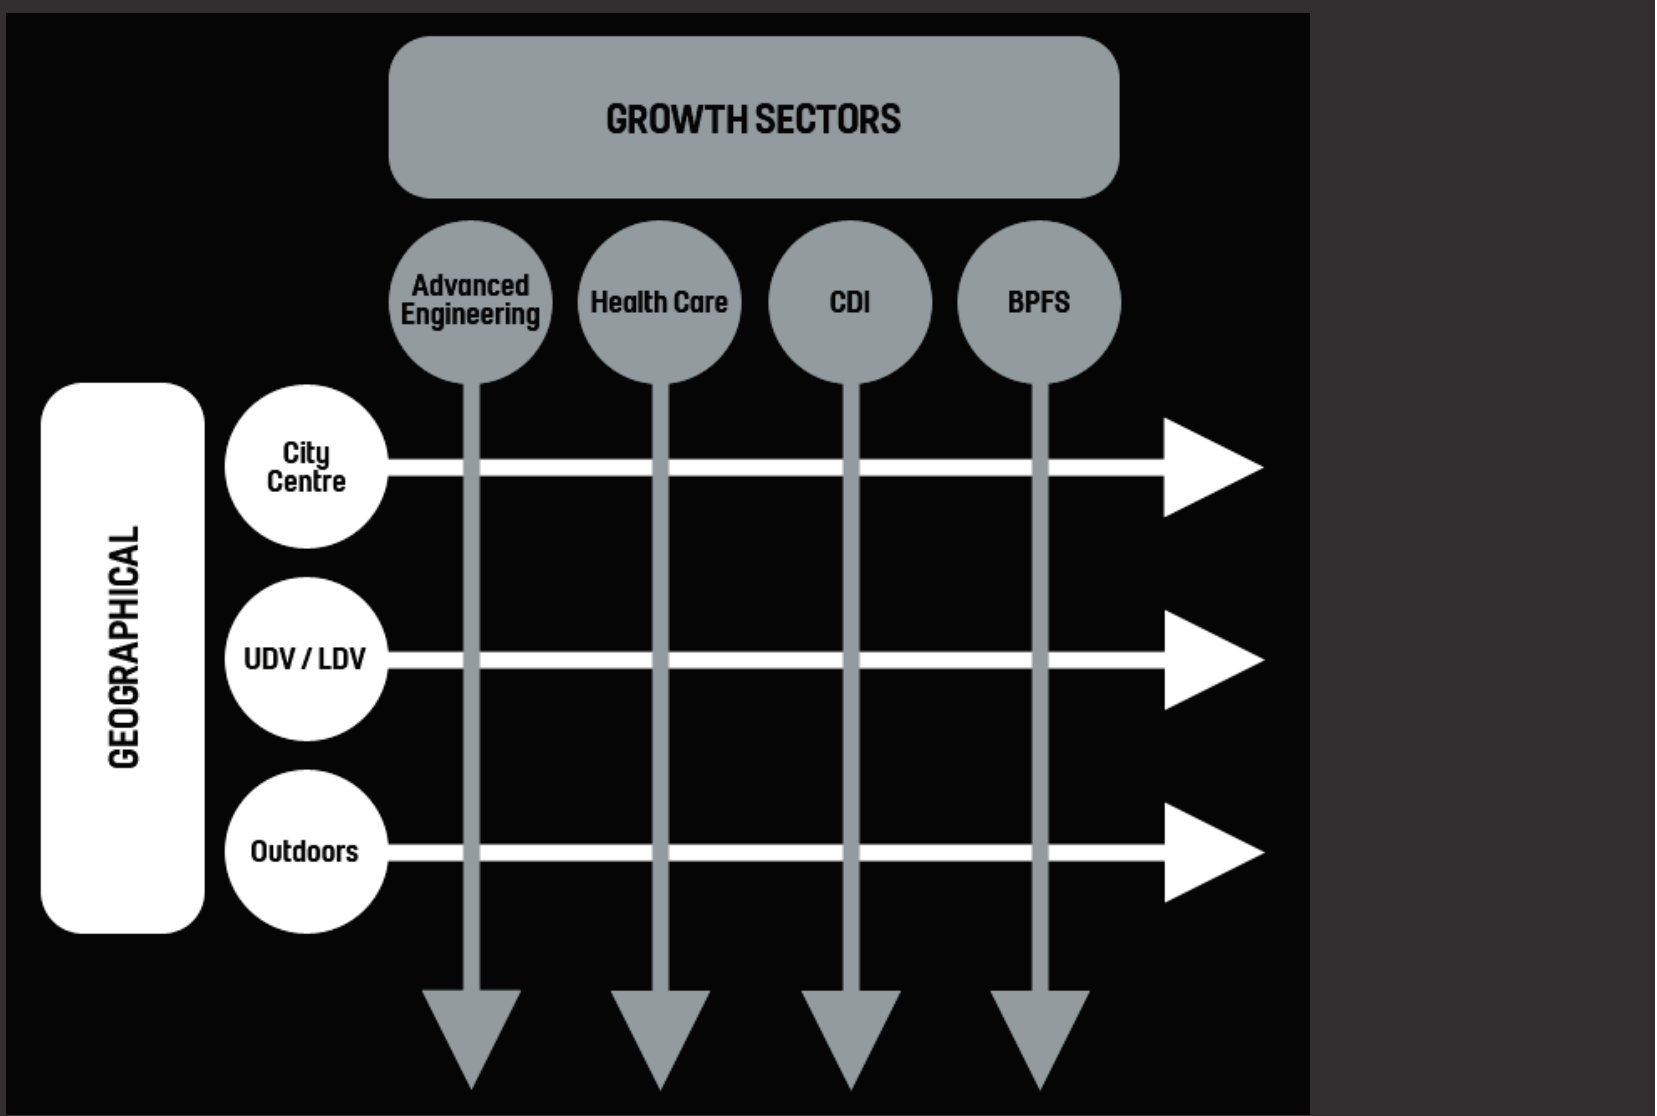 GROWTH SECTORS
Advanced
Engineering
Health Care
CDI
BPFS
GEOGRAPHICAL
City
Centre
UDV / LDV
Outdoors